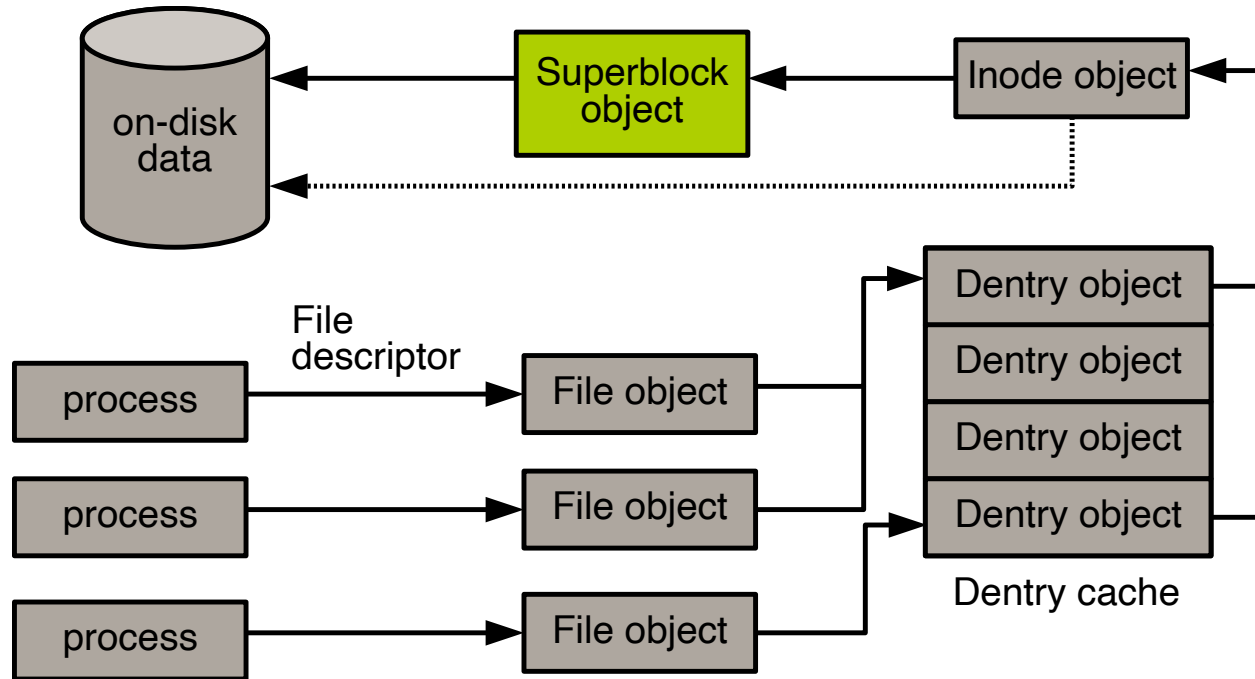 on-disk
data
Superblock
object
Inode object
File
descriptor
process
File object
Dentry object
Dentry object
process
File object
Dentry object
Dentry object
Dentry cache
process
File object